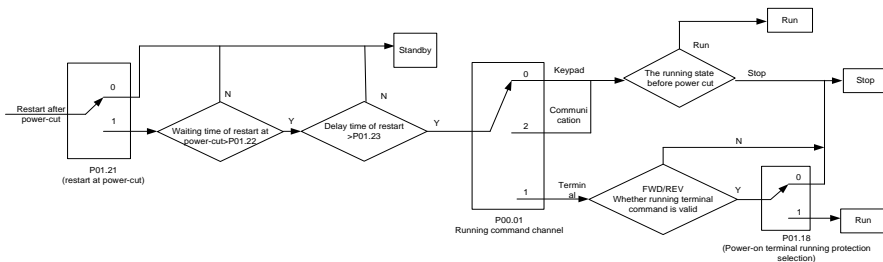 Restart after
power-cut
0
1
P01.21
(restart at power-cut)
N
Waiting time of restart at
power-cut>P01.22
Y
N
Delay time of restart
>P01.23
Y
Standby
0
2
1
P00.01
Running command channel
Keypad
Communi
cation
Termin
al
Run
Run
The running state
before power cut
Stop
Stop
N
FWD/REV
Whether running terminal
command is valid
Y
0
1
P01.18
(Power-on terminal running protection
selection)
Run